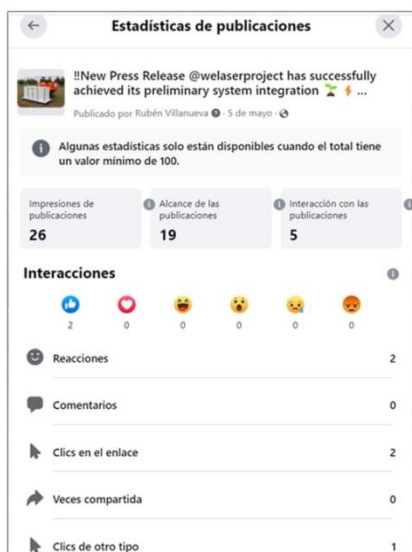 Estadísticas de publicaciones
!!New Press Release @welaserproject has successfully
achieved its preliminary system integration 🌱⚡...
Publicado por Rubén Villanueva · 5 de mayo ·
Algunas estadísticas solo están disponibles cuando el total tiene
un valor mínimo de 100.
Impresiones de
publicaciones
26
Alcance de las
publicaciones
19
Interacción con las
publicaciones
5
Interacciones
2 0 0 0 0 0
Reacciones 2
Comentarios 0
Clics en el enlace 2
Veces compartida 0
Clics de otro tipo 1